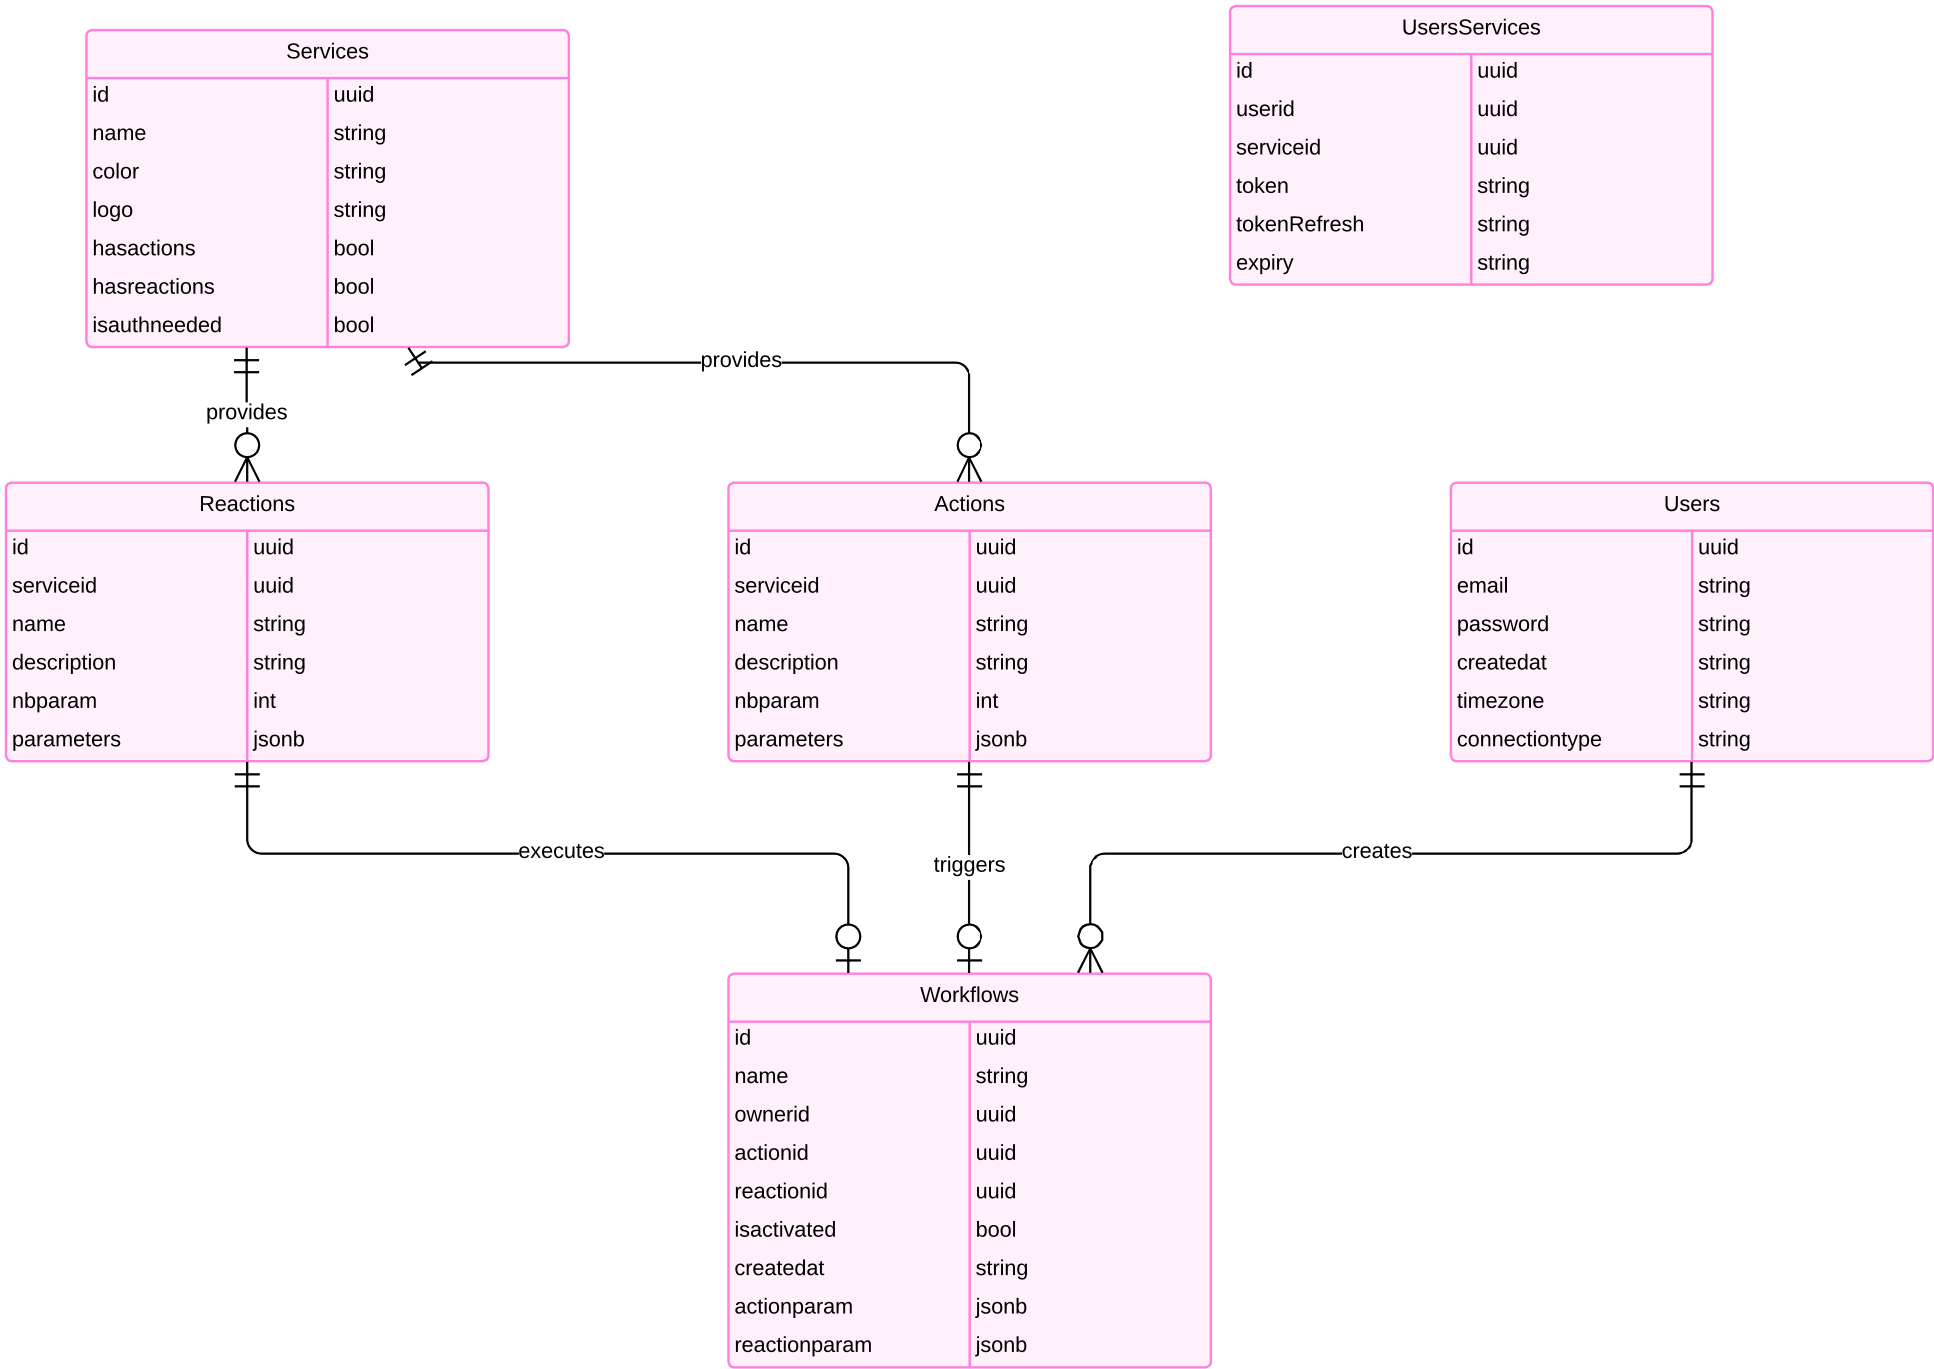 Services
id uuid
name string
color string
logo string
hasactions bool
hasreactions bool
isauthneeded bool
UsersServices
id uuid
userid uuid
serviceid uuid
token string
tokenRefresh string
expiry string
provides
provides
Reactions
id uuid
serviceid uuid
name string
description string
nbparam int
parameters jsonb
Actions
id uuid
serviceid uuid
name string
description string
nbparam int
parameters jsonb
Users
id uuid
email string
password string
createdat string
timezone string
connectiontype string
executes
triggers
creates
Workflows
id uuid
name string
ownerid uuid
actionid uuid
reactionid uuid
isactivated bool
createdat string
actionparam jsonb
reactionparam jsonb